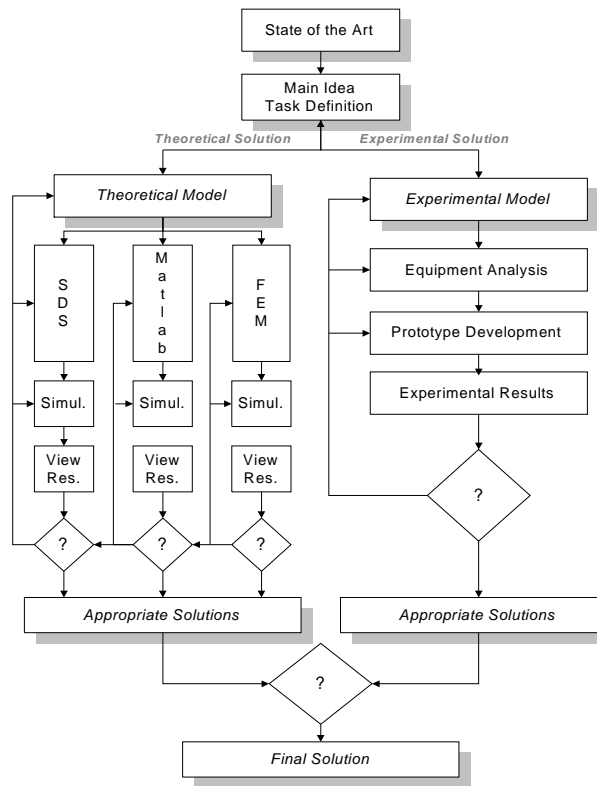 State of the Art
Main Idea
Task Definition
Theoretical Solution
Experimental Solution
Theoretical Model
Experimental Model
S
D
S
M
a
t
l
a
b
F
E
M
Equipment Analysis
Prototype Development
Experimental Results
Simul.
Simul.
Simul.
View
Res.
View
Res.
View
Res.
?
?
?
?
Appropriate Solutions
Appropriate Solutions
?
Final Solution